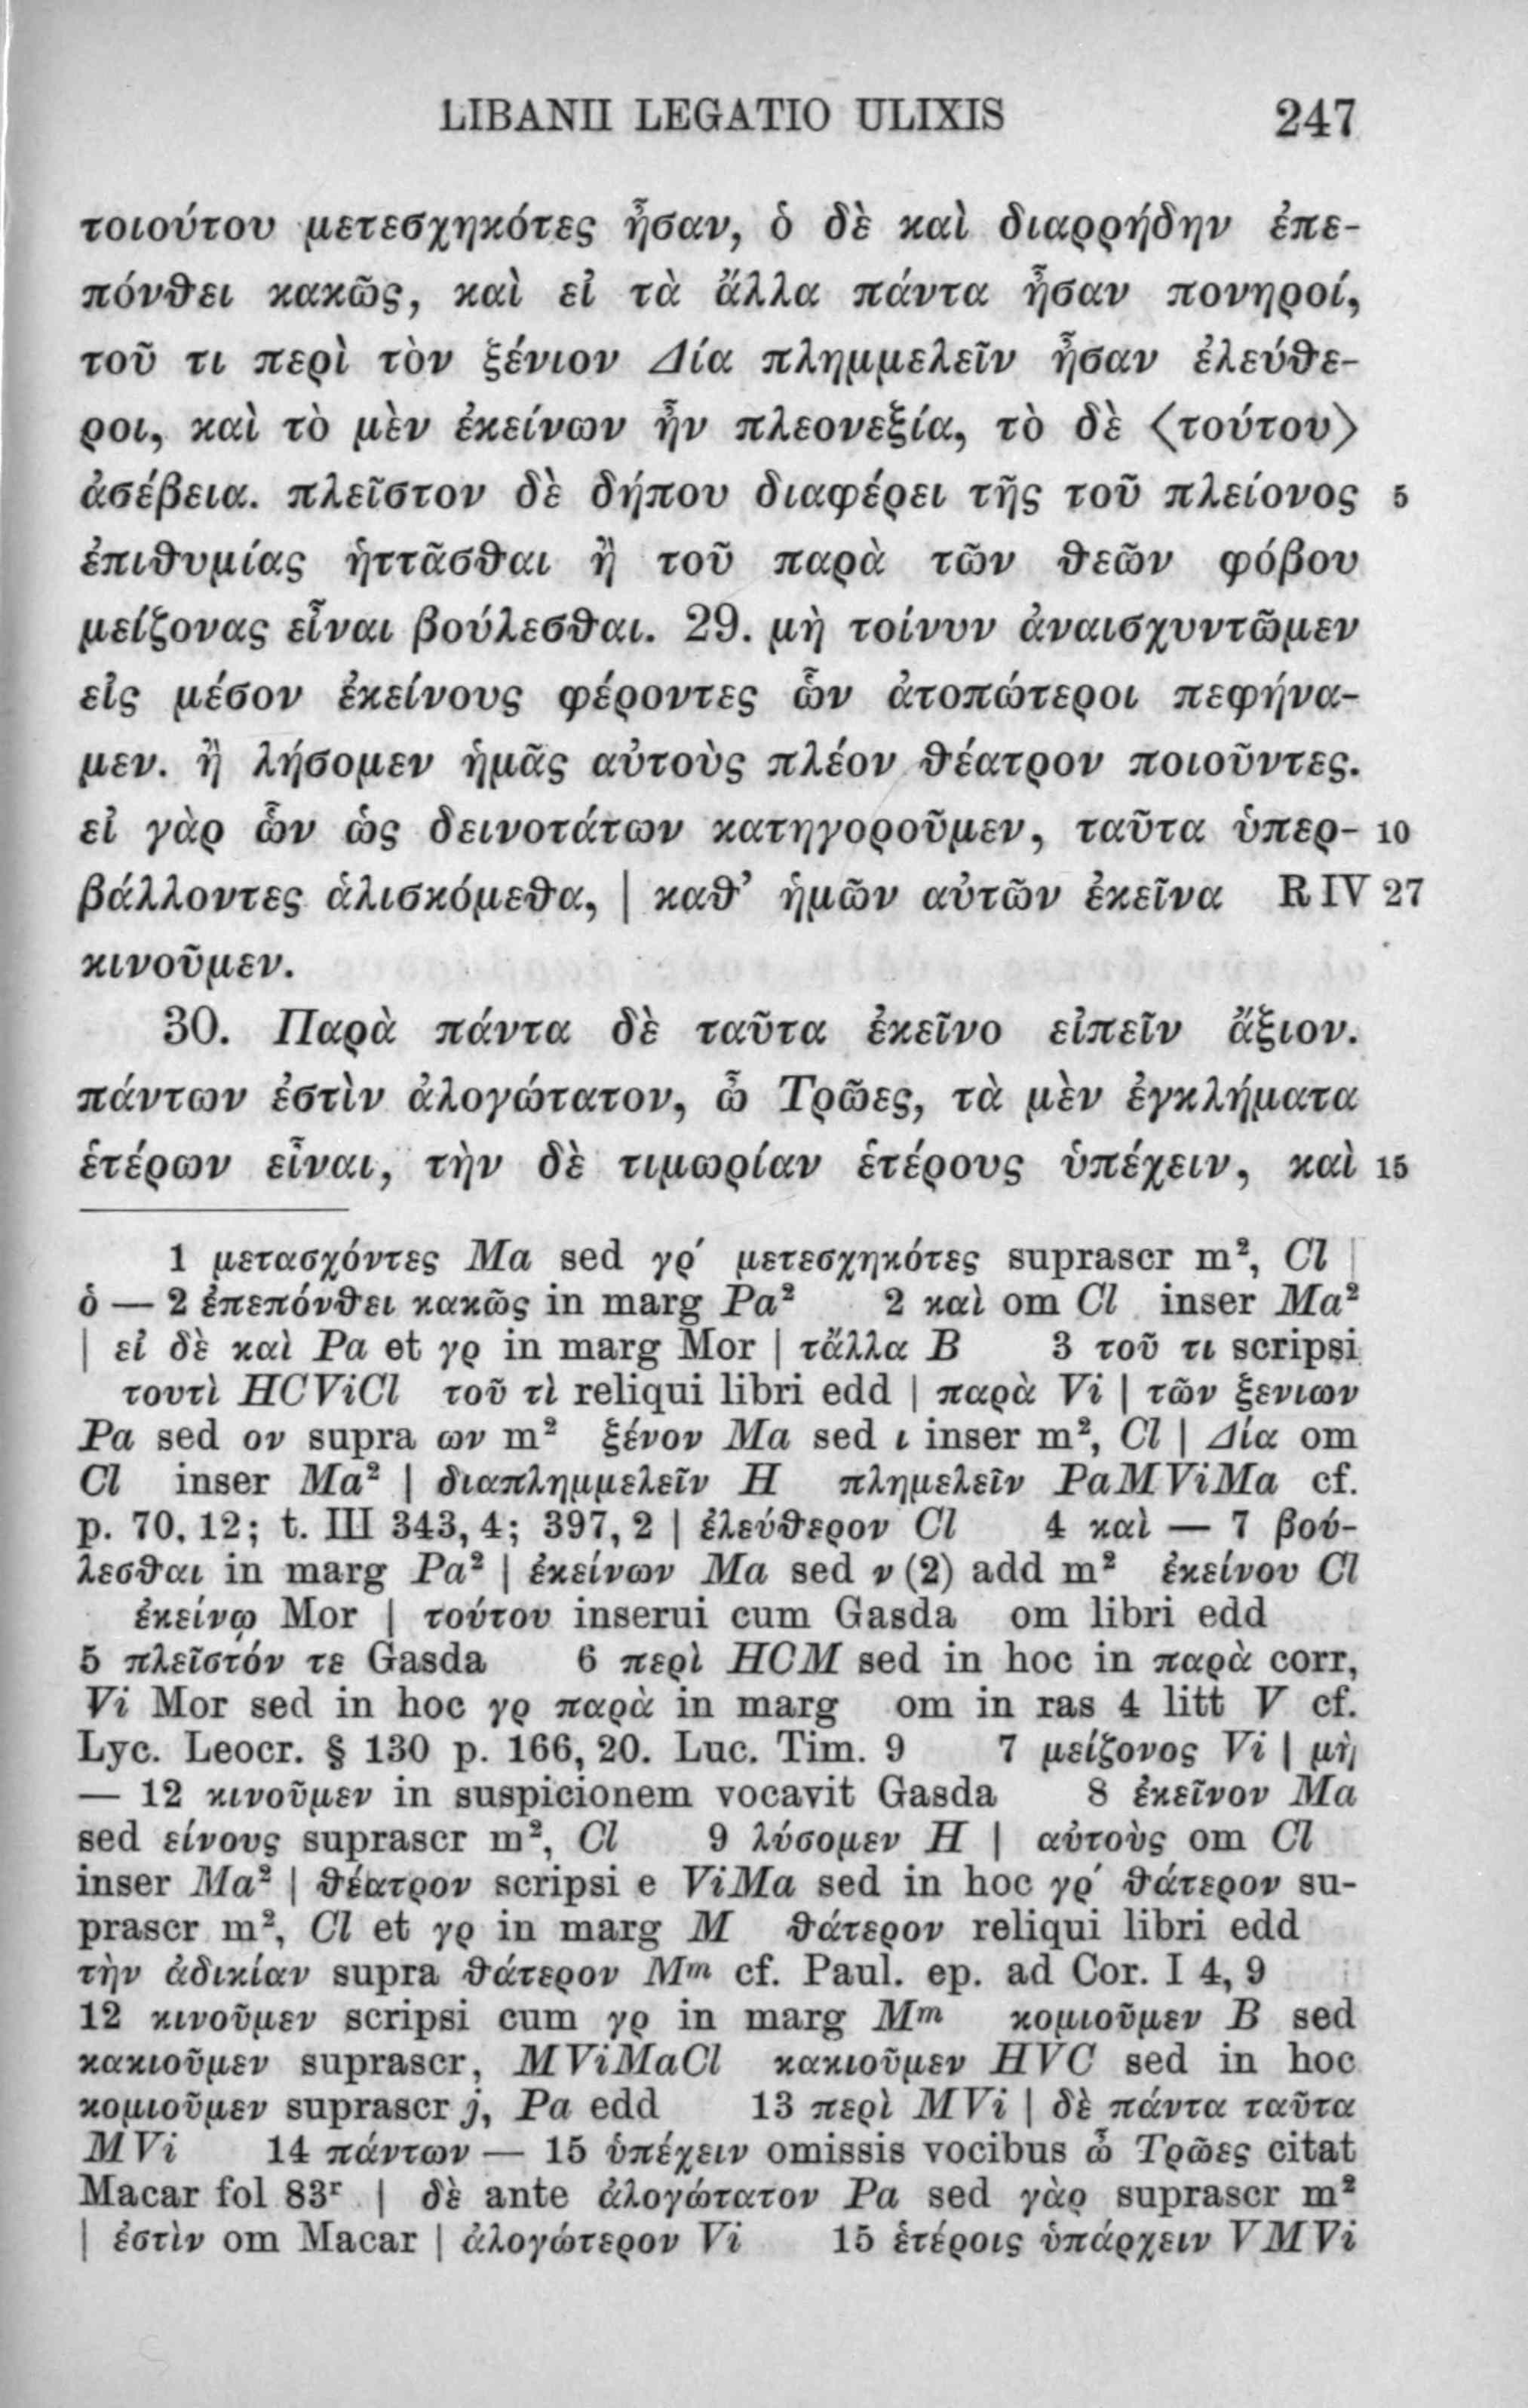 LIBANII LEGATIO ULIXIS 247
τοιούτου μετεσχηκότες ἦσαν, ὁ δὲ καὶ διαρρήδην ἐπε-
πόνθει κακῶς, καὶ εἰ τὰ ἄλλα πάντα ἦσαν πονηροί,
τοῦ τι περὶ τὸν ξένιον Δία πλημμελεῖν ἦσαν ἐλεύθε-
ροι, καὶ τὸ μὲν ἐκείνων ἦν πλεονεξία, τὸ δὲ ⟨τούτου⟩
ἀσέβεια. πλεῖστον δὲ δήπου διαφέρει τῆς τοῦ πλείονος 5
ἐπιθυμίας ἡττᾶσθαι ἢ τοῦ παρὰ τῶν θεῶν φόβου
μείζονας εἶναι βούλεσθαι. 29. μὴ τοίνυν ἀναισχυντῶμεν
εἰς μέσον ἐκείνους φέροντες ὧν ἀτοπώτεροι πεφήνα-
μεν. ἢ λήσομεν ἡμᾶς αὐτοὺς πλέον θέατρον ποιοῦντες.
εἰ γὰρ ὧν ὡς δεινοτάτων κατηγοροῦμεν, ταῦτα ὑπερ- 10
βάλλοντες ἁλισκόμεθα, | καθ’ ἡμῶν αὐτῶν ἐκεῖνα R IV 27
κινοῦμεν.
30. Παρὰ πάντα δὲ ταῦτα ἐκεῖνο εἰπεῖν ἄξιον.
πάντων ἐστὶν ἀλογώτατον, ὦ Τρῶες, τὰ μὲν ἐγκλήματα
ἑτέρων εἶναι, τὴν δὲ τιμωρίαν ἑτέρους ὑπέχειν, καὶ 15
1 μετασχόντες Ma sed γρ´ μετεσχηκότες suprascr m², Cl |
ὁ — 2 ἐπεπόνθει κακῶς in marg Pa² 2 καὶ om Cl inser Ma²
| εἰ δὲ καὶ Pa et γρ in marg Mor | τἄλλα B 3 τοῦ τι scripsi
τουτὶ HCViCl τοῦ τὶ reliqui libri edd | παρὰ Vi | τῶν ξενιων
Pa sed ον supra ων m² ξένον Ma sed ι inser m², Cl | Δία om
Cl inser Ma² | διαπλημμελεῖν H πλημελεῖν PaMViMa cf.
p. 70, 12; t. III 343, 4; 397, 2 | ἐλεύθερον Cl 4 καὶ — 7 βού-
λεσθαι in marg Pa² | ἐκείνων Ma sed ν (2) add m² ἐκείνου Cl
ἐκείνῳ Mor | τούτου inserui cum Gasda om libri edd
5 πλεῖστόν τε Gasda 6 περὶ HCM sed in hoc in παρὰ corr,
Vi Mor sed in hoc γρ παρὰ in marg om in ras 4 litt V cf.
Lyc. Leocr. § 130 p. 166, 20. Luc. Tim. 9 7 μείζονος Vi | μὴ
— 12 κινοῦμεν in suspicionem vocavit Gasda 8 ἐκεῖνον Ma
sed είνους suprascr m², Cl 9 λύσομεν H | αὐτοὺς om Cl
inser Ma² | θέατρον scripsi e ViMa sed in hoc γρ´ θάτερον su-
prascr m², Cl et γρ in marg M θάτερον reliqui libri edd
τὴν ἀδικίαν supra θάτερον Mᵐ cf. Paul. ep. ad Cor. I 4, 9
12 κινοῦμεν scripsi cum γρ in marg Mᵐ κομιοῦμεν B sed
κακιοῦμεν suprascr, MViMaCl κακιοῦμεν HVC sed in hoc
κομιοῦμεν suprascr j, Pa edd 13 περὶ MVi | δὲ πάντα ταῦτα
MVi 14 πάντων — 15 ὑπέχειν omissis vocibus ὦ Τρῶες citat
Macar fol 83ʳ | δὲ ante ἀλογώτατον Pa sed γὰρ suprascr m²
| ἐστὶν om Macar | ἀλογώτερον Vi 15 ἑτέροις ὑπάρχειν VMVi